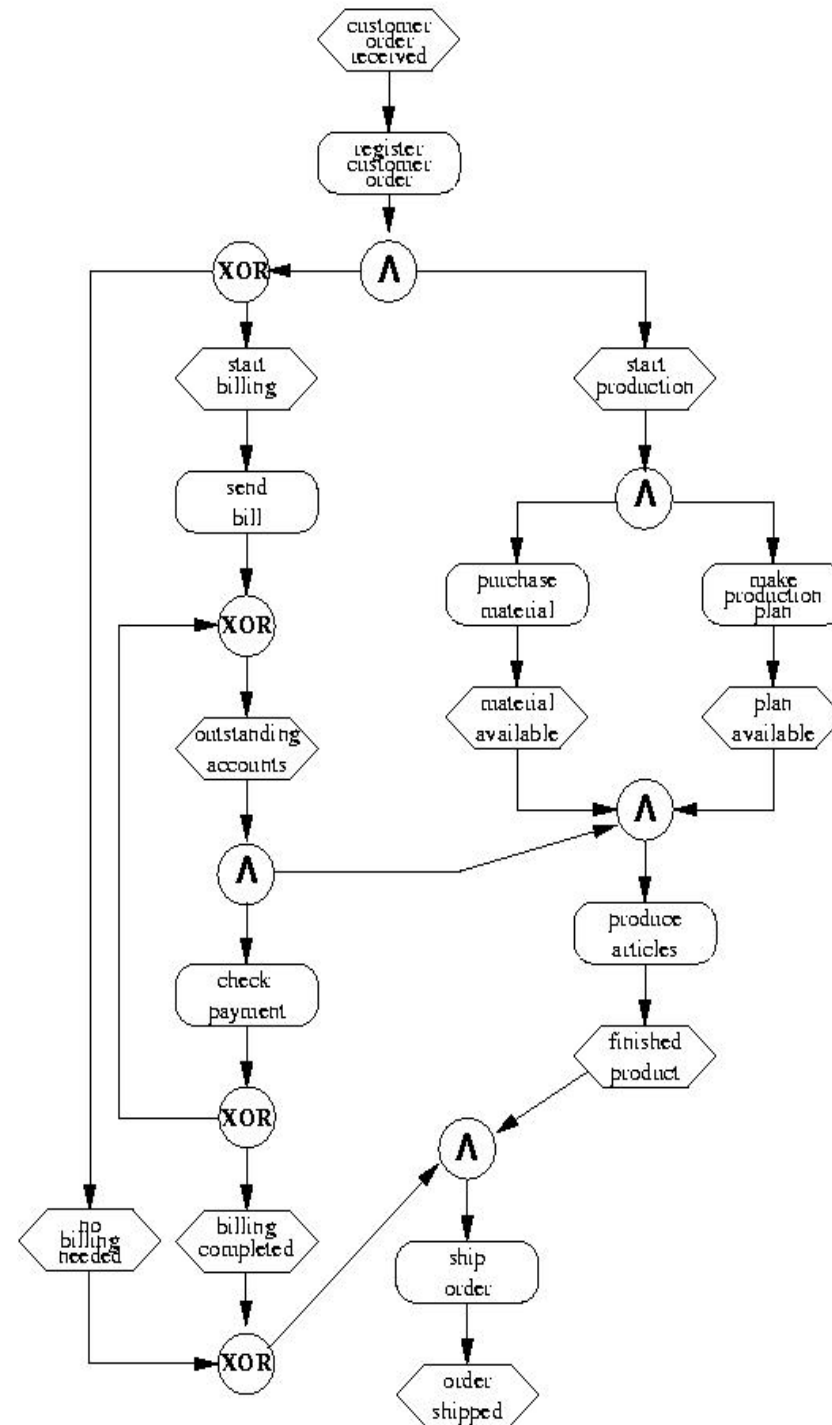 customer
order
received
register
customer
order
XOR
Λ
start
billing
start
production
send
bill
Λ
purchase
material
make
production
plan
XOR
outstanding
accounts
material
available
plan
available
Λ
Λ
produce
articles
check
payment
finished
product
XOR
Λ
no
billing
needed
billing
completed
ship
order
XOR
order
shipped